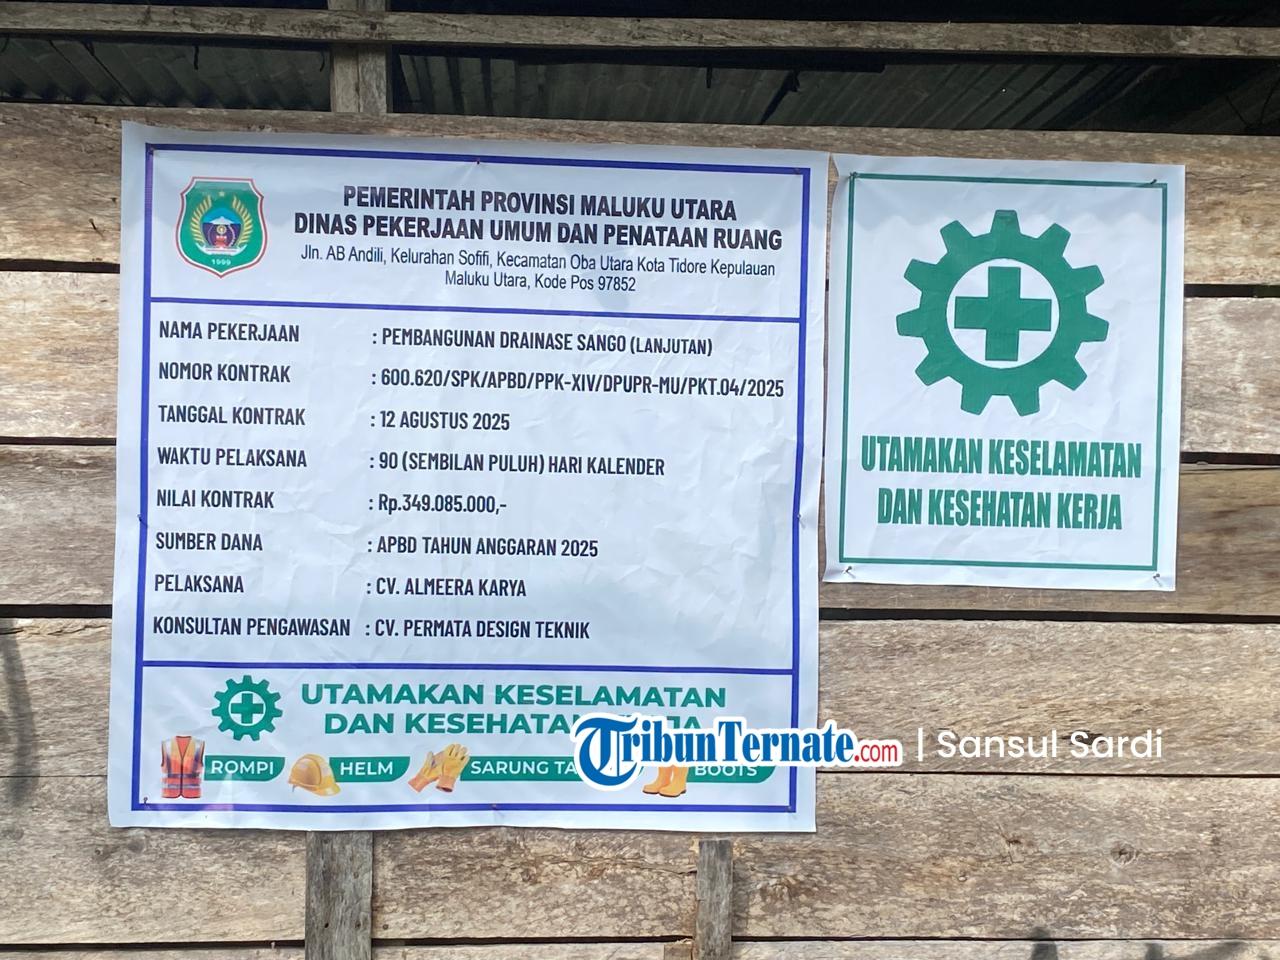 PEMERINTAH PROVINSI MALUKU UTARA
DINAS PEKERJAAN UMUM DAN PENATAAN RUANG
Jln. AB Andili, Kelurahan Sofifi, Kecamatan Oba Utara Kota Tidore Kepulauan
Maluku Utara, Kode Pos 97852
1999
NAMA PEKERJAAN : PEMBANGUNAN DRAINASE SANGO (LANJUTAN)
NOMOR KONTRAK : 600.620/SPK/APBD/PPK-XIV/DPUPR-MU/PKT.04/2025
TANGGAL KONTRAK : 12 AGUSTUS 2025
WAKTU PELAKSANA : 90 (SEMBILAN PULUH) HARI KALENDER
NILAI KONTRAK : Rp.349.085.000,-
SUMBER DANA : APBD TAHUN ANGGARAN 2025
PELAKSANA : CV. ALMEERA KARYA
KONSULTAN PENGAWASAN : CV. PERMATA DESIGN TEKNIK
UTAMAKAN KESELAMATAN
DAN KESEHATAN
ROMPI HELM SARUNG BOOTS
UTAMAKAN KESELAMATAN
DAN KESEHATAN KERJA
TribunTernate.com | Sansul Sardi